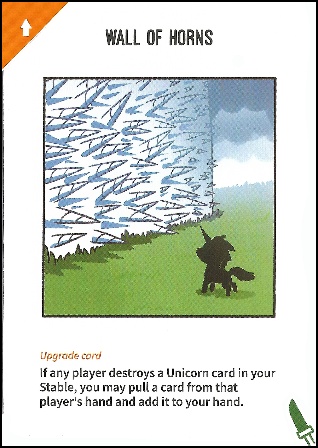 WALL OF HORNS
Upgrade card
If any player destroys a Unicorn card in your
Stable, you may pull a card from that
player's hand and add it to your hand.